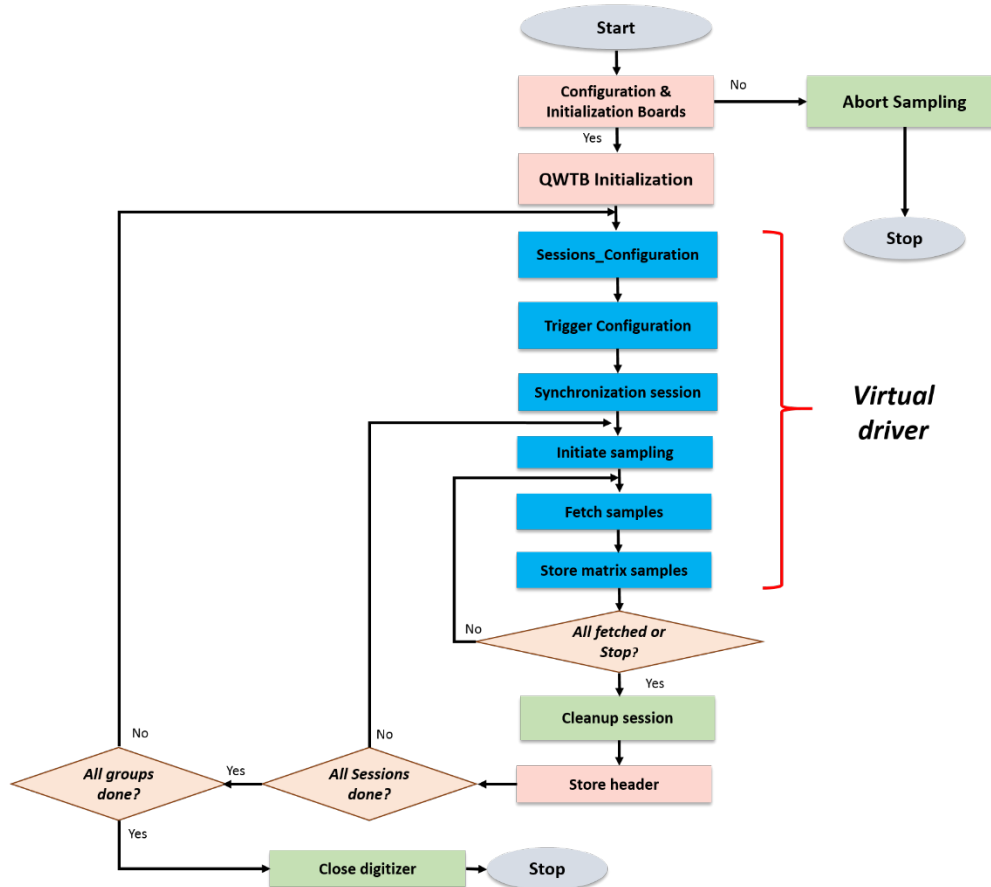 Start
Configuration &
Initialization Boards
No
Abort Sampling
Yes
QWTB Initialization
Stop
Sessions_Configuration
Trigger Configuration
Synchronization session
Virtual
driver
Initiate sampling
Fetch samples
Store matrix samples
No
All fetched or
Stop?
Yes
Cleanup session
No
No
All groups
done?
Yes
All Sessions
done?
Store header
Yes
Close digitizer
Stop